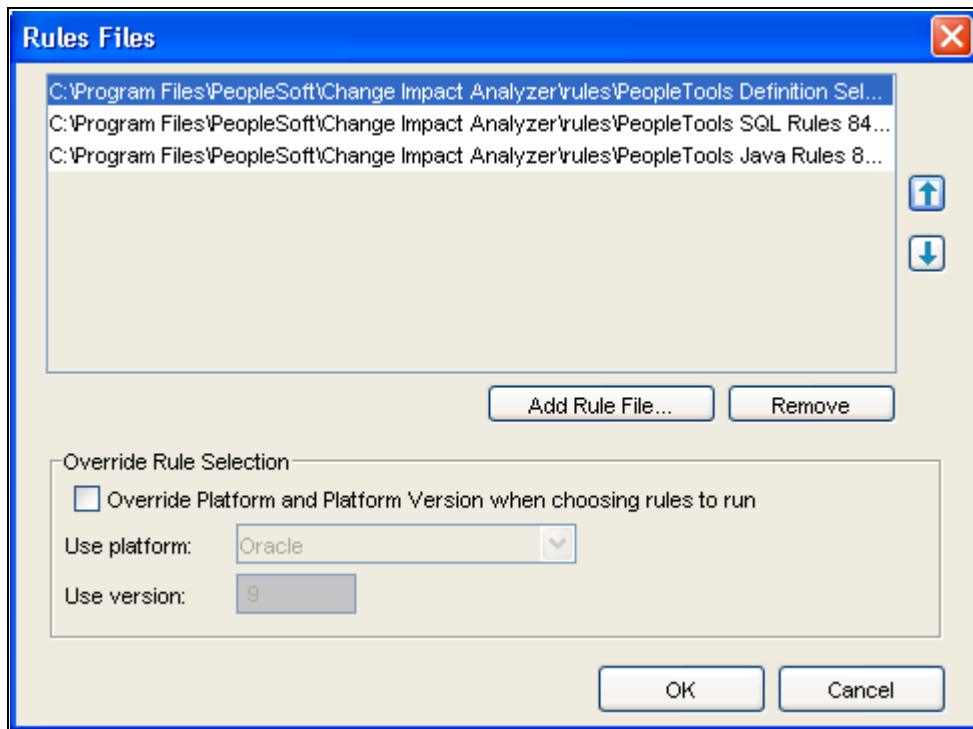 Rules Files
C:\Program Files\PeopleSoft\Change Impact Analyzer\rules\PeopleTools Definition Sel...
C:\Program Files\PeopleSoft\Change Impact Analyzer\rules\PeopleTools SQL Rules 84...
C:\Program Files\PeopleSoft\Change Impact Analyzer\rules\PeopleTools Java Rules 8...
Add Rule File...
Remove
Override Rule Selection
Override Platform and Platform Version when choosing rules to run
Use platform: Oracle
Use version: 9
OK
Cancel